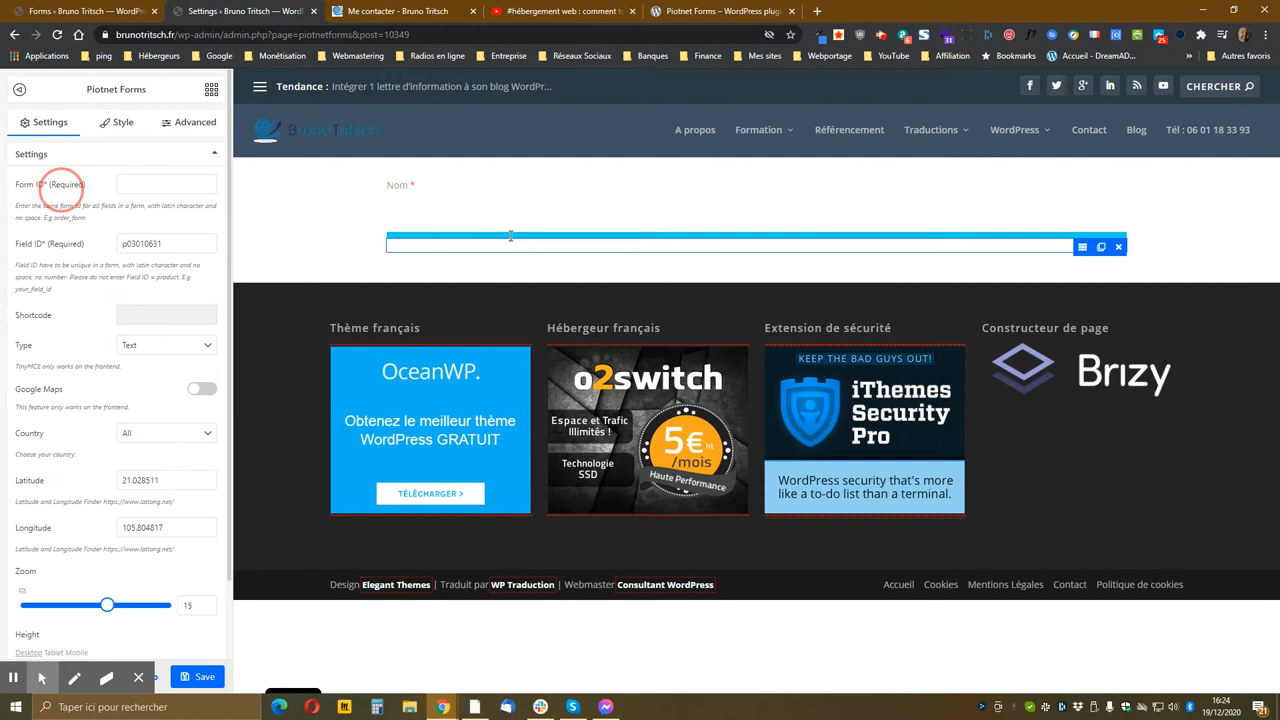 Piotnet Forms
Settings ‹ Bruno Tritsch — WordP
Me contacter - Bruno Tritsch
#hébergement web : comment to
Piotnet Forms - WordPress plugin
brunotritsch.fr/wp-admin/admin.php?page=piotnetforms&post=10349
Applications
ping
Hébergeurs
Google
Webmastering
Radios en ligne
Entreprise
Réseaux Sociaux
Banques
Finance
Mes sites
Webportage
YouTube
Affiliation
Bookmarks
Accueil – DreamAD...
Autres favoris
Piotnet Forms
Settings
Style
Advanced
Settings
Form ID* (Required)
Enter the same form id for all fields in a form, with latin character and
no space. E.g order_form
Field ID* (Required)
p03010631
Field ID have to be unique in a form, with latin character and no
space, no number. Please do not enter Field ID = product. E.g
your_field_id
Shortcode
Type
Text
TinyMCE only works on the frontend.
Google Maps
This feature only works on the frontend.
Country
All
Choose your country.
Latitude
21.028511
Latitude and Longitude Finder https://www.latlong.net/
Longitude
105.804817
Latitude and Longitude Finder https://www.latlong.net/
Zoom
px
15
Height
Desktop Tablet Mobile
Save
Tendance : Intégrer 1 lettre d'information à son blog WordPr...
CHERCHER
BrunoTritsch
A propos
Formation
Référencement
Traductions
WordPress
Contact
Blog
Tél : 06 01 18 33 93
Nom *
Thème français
Hébergeur français
Extension de sécurité
Constructeur de page
OceanWP.
Obtenez le meilleur thème
WordPress GRATUIT
TÉLÉCHARGER >
o2switch
Espace et Trafic
Illimités !
5€ ht
/mois
Technologie
SSD
Haute Performance
KEEP THE BAD GUYS OUT!
iThemes
Security
Pro
WordPress security that's more
like a to-do list than a terminal.
Brizy
Design Elegant Themes | Traduit par WP Traduction | Webmaster Consultant WordPress
Accueil
Cookies
Mentions Légales
Contact
Politique de cookies
Taper ici pour rechercher
16:24
19/12/2020